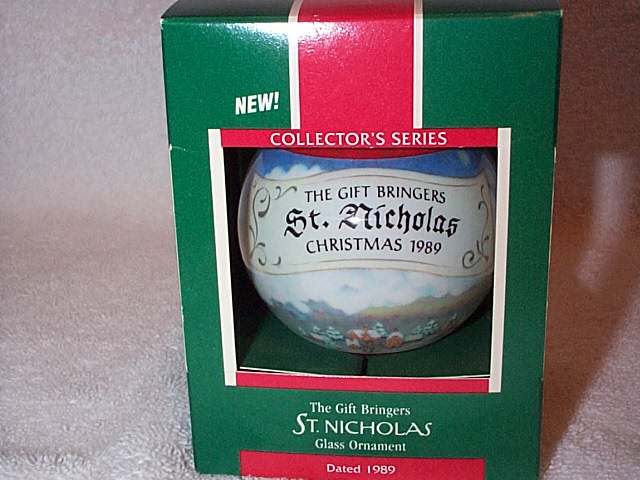 NEW!
COLLECTOR'S SERIES
THE GIFT BRINGERS
St. Nicholas
CHRISTMAS 1989
The Gift Bringers
ST. NICHOLAS
Glass Ornament
Dated 1989